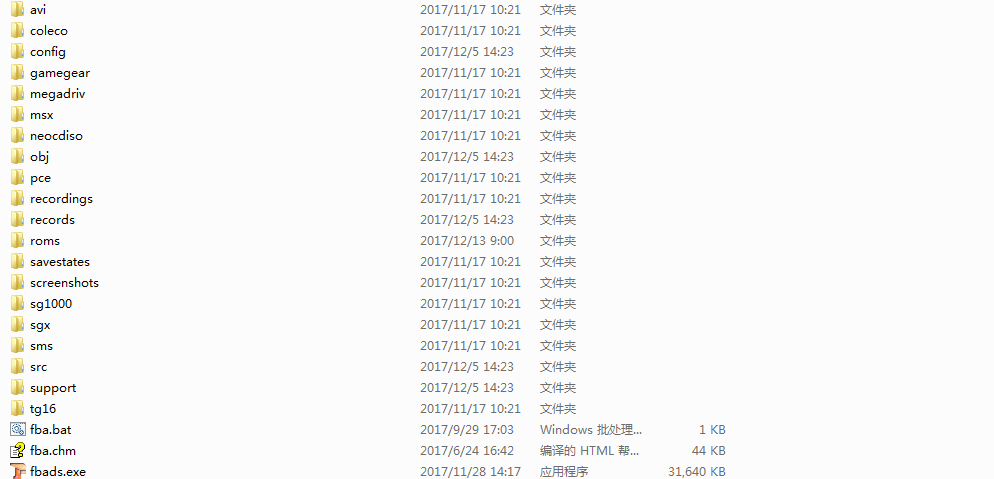 avi 2017/11/17 10:21 文件夹
coleco 2017/11/17 10:21 文件夹
config 2017/12/5 14:23 文件夹
gamegear 2017/11/17 10:21 文件夹
megadriv 2017/11/17 10:21 文件夹
msx 2017/11/17 10:21 文件夹
neocdiso 2017/11/17 10:21 文件夹
obj 2017/12/5 14:23 文件夹
pce 2017/11/17 10:21 文件夹
recordings 2017/11/17 10:21 文件夹
records 2017/12/5 14:23 文件夹
roms 2017/12/13 9:00 文件夹
savestates 2017/11/17 10:21 文件夹
screenshots 2017/11/17 10:21 文件夹
sg1000 2017/11/17 10:21 文件夹
sgx 2017/11/17 10:21 文件夹
sms 2017/11/17 10:21 文件夹
src 2017/12/5 14:23 文件夹
support 2017/12/5 14:23 文件夹
tg16 2017/11/17 10:21 文件夹
fba.bat 2017/9/29 17:03 Windows 批处理... 1 KB
fba.chm 2017/6/24 16:42 编译的 HTML 帮... 44 KB
fbads.exe 2017/11/28 14:17 应用程序 31,640 KB